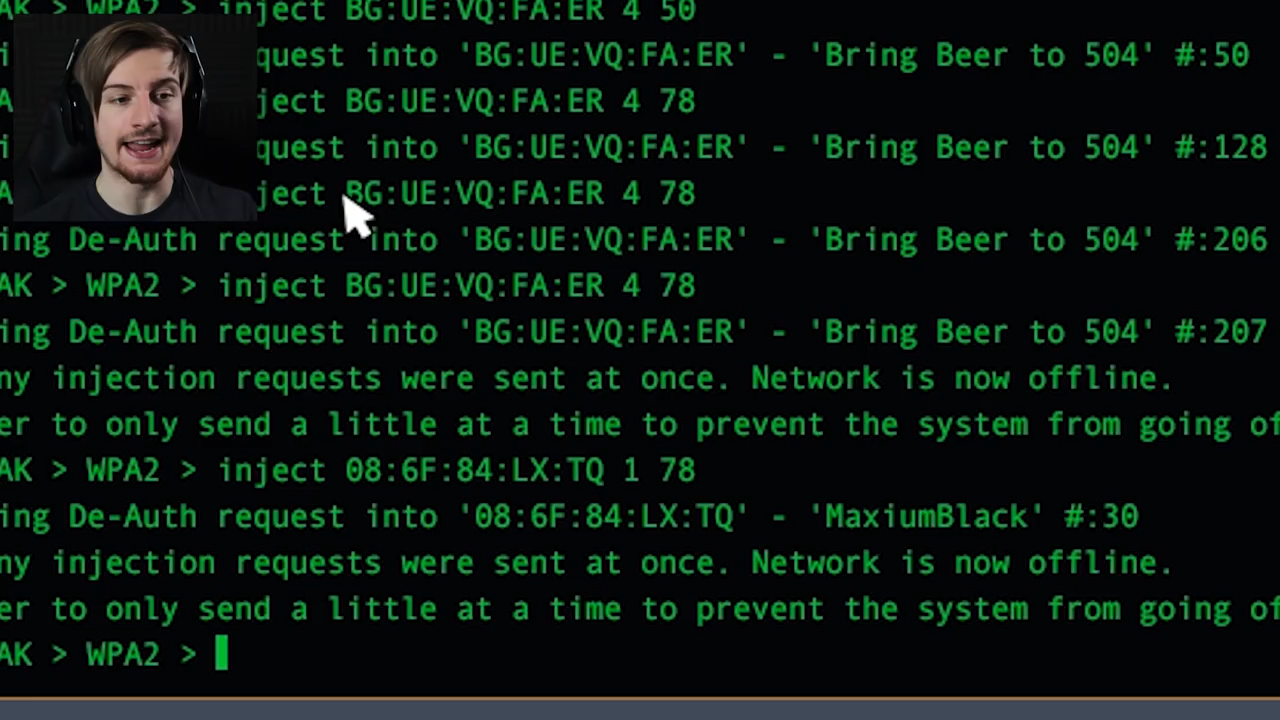 AK > WPA2 > inject BG:UE:VQ:FA:ER 4 50
quest into 'BG:UE:VQ:FA:ER' - 'Bring Beer to 504' #:50
ject BG:UE:VQ:FA:ER 4 78
quest into 'BG:UE:VQ:FA:ER' - 'Bring Beer to 504' #:128
ject BG:UE:VQ:FA:ER 4 78
ing De-Auth request into 'BG:UE:VQ:FA:ER' - 'Bring Beer to 504' #:206
AK > WPA2 > inject BG:UE:VQ:FA:ER 4 78
ing De-Auth request into 'BG:UE:VQ:FA:ER' - 'Bring Beer to 504' #:207
ny injection requests were sent at once. Network is now offline.
er to only send a little at a time to prevent the system from going of
AK > WPA2 > inject 08:6F:84:LX:TQ 1 78
ing De-Auth request into '08:6F:84:LX:TQ' - 'MaxiumBlack' #:30
ny injection requests were sent at once. Network is now offline.
er to only send a little at a time to prevent the system from going of
AK > WPA2 >